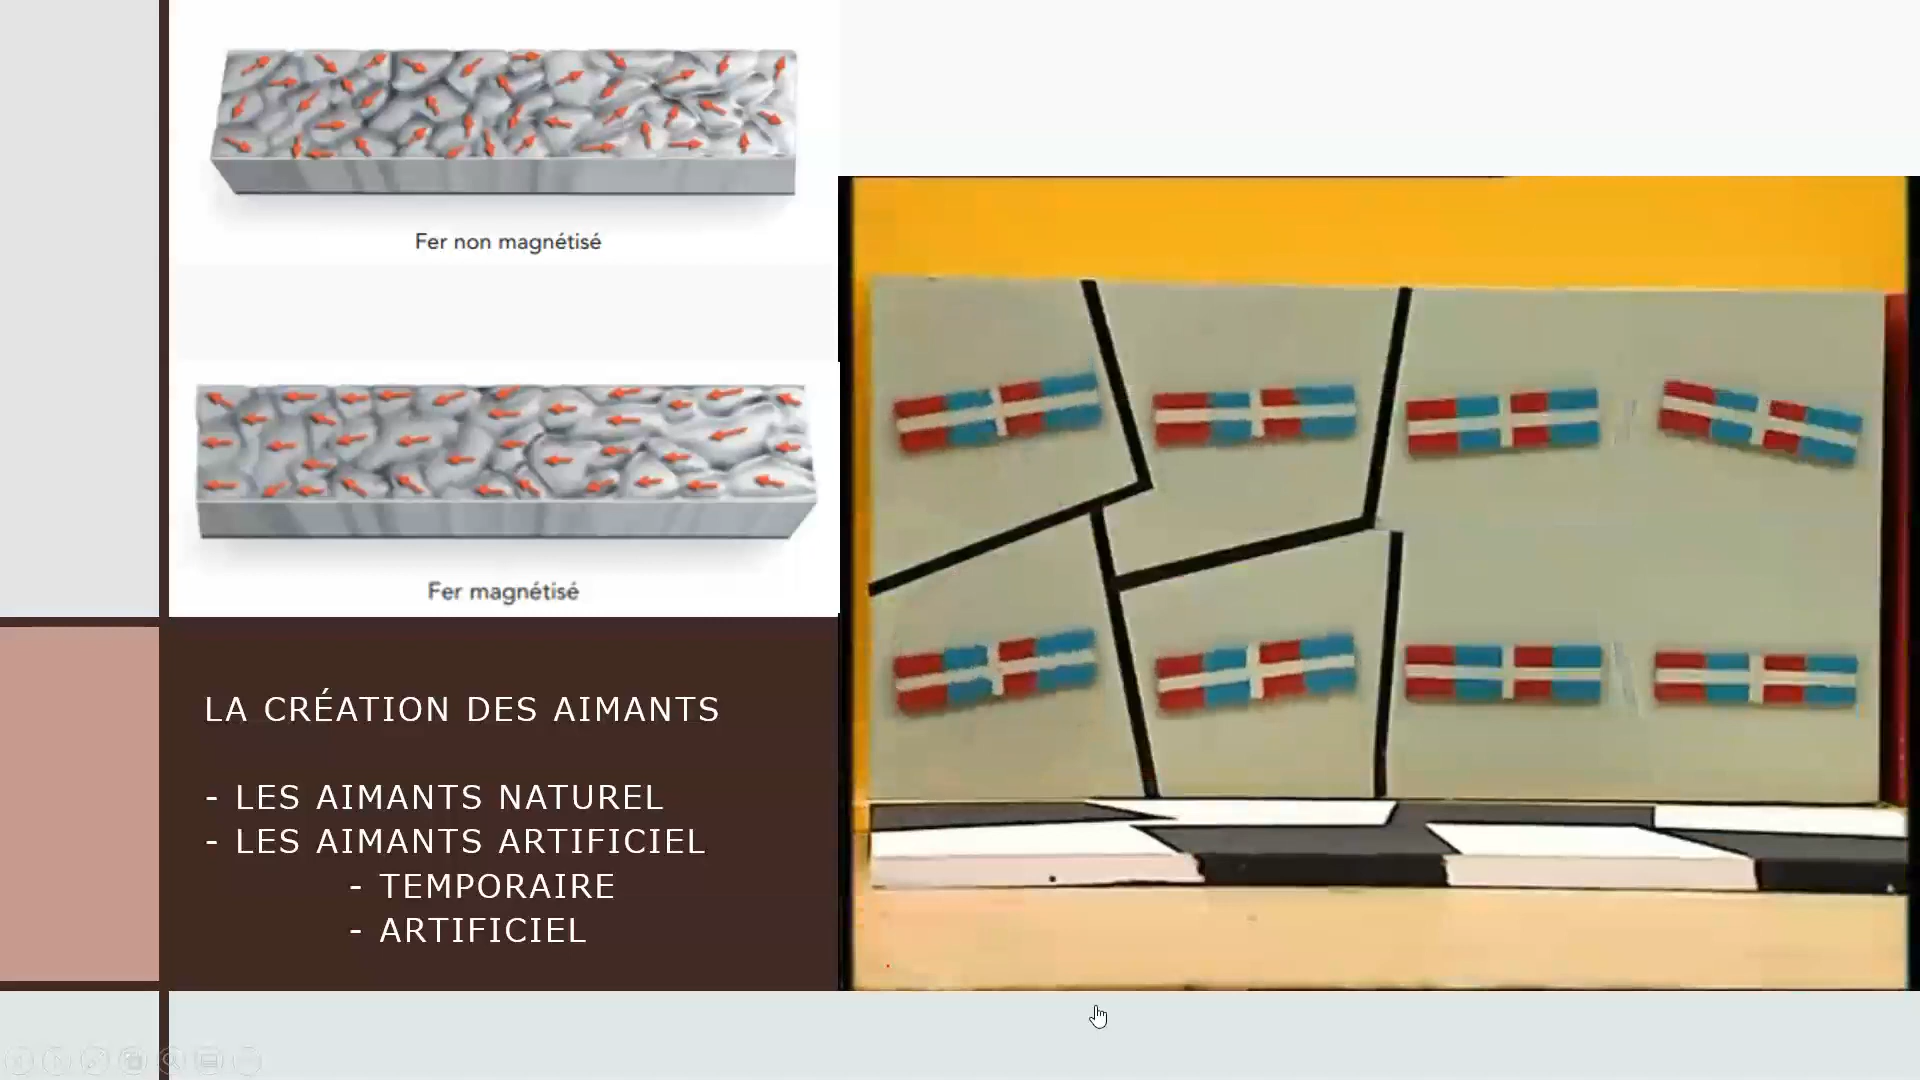 Fer non magnétisé
Fer magnétisé
LA CRÉATION DES AIMANTS
- LES AIMANTS NATUREL
- LES AIMANTS ARTIFICIEL
- TEMPORAIRE
- ARTIFICIEL